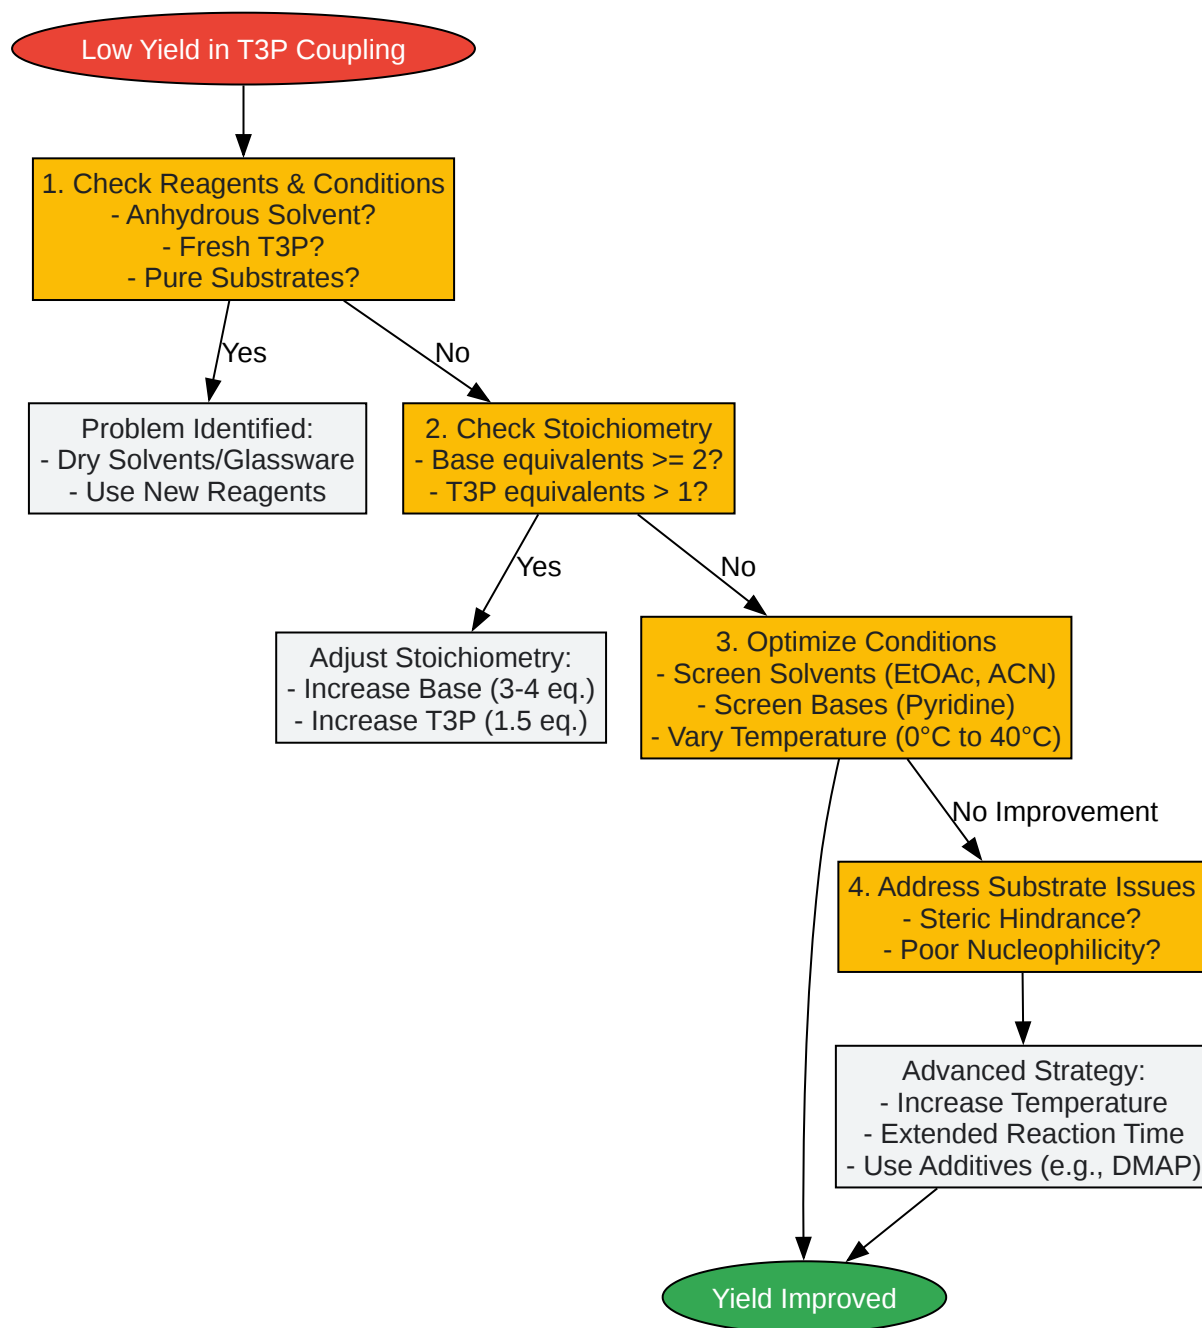 Low Yield in T3P Coupling
1. Check Reagents & Conditions
- Anhydrous Solvent?
- Fresh T3P?
- Pure Substrates?
Yes
No
Problem Identified:
- Dry Solvents/Glassware
- Use New Reagents
2. Check Stoichiometry
- Base equivalents >= 2?
- T3P equivalents > 1?
Yes
No
Adjust Stoichiometry:
- Increase Base (3-4 eq.)
- Increase T3P (1.5 eq.)
3. Optimize Conditions
- Screen Solvents (EtOAc, ACN)
- Screen Bases (Pyridine)
- Vary Temperature (0°C to 40°C)
No Improvement
4. Address Substrate Issues
- Steric Hindrance?
- Poor Nucleophilicity?
Advanced Strategy:
- Increase Temperature
- Extended Reaction Time
- Use Additives (e.g., DMAP)
Yield Improved